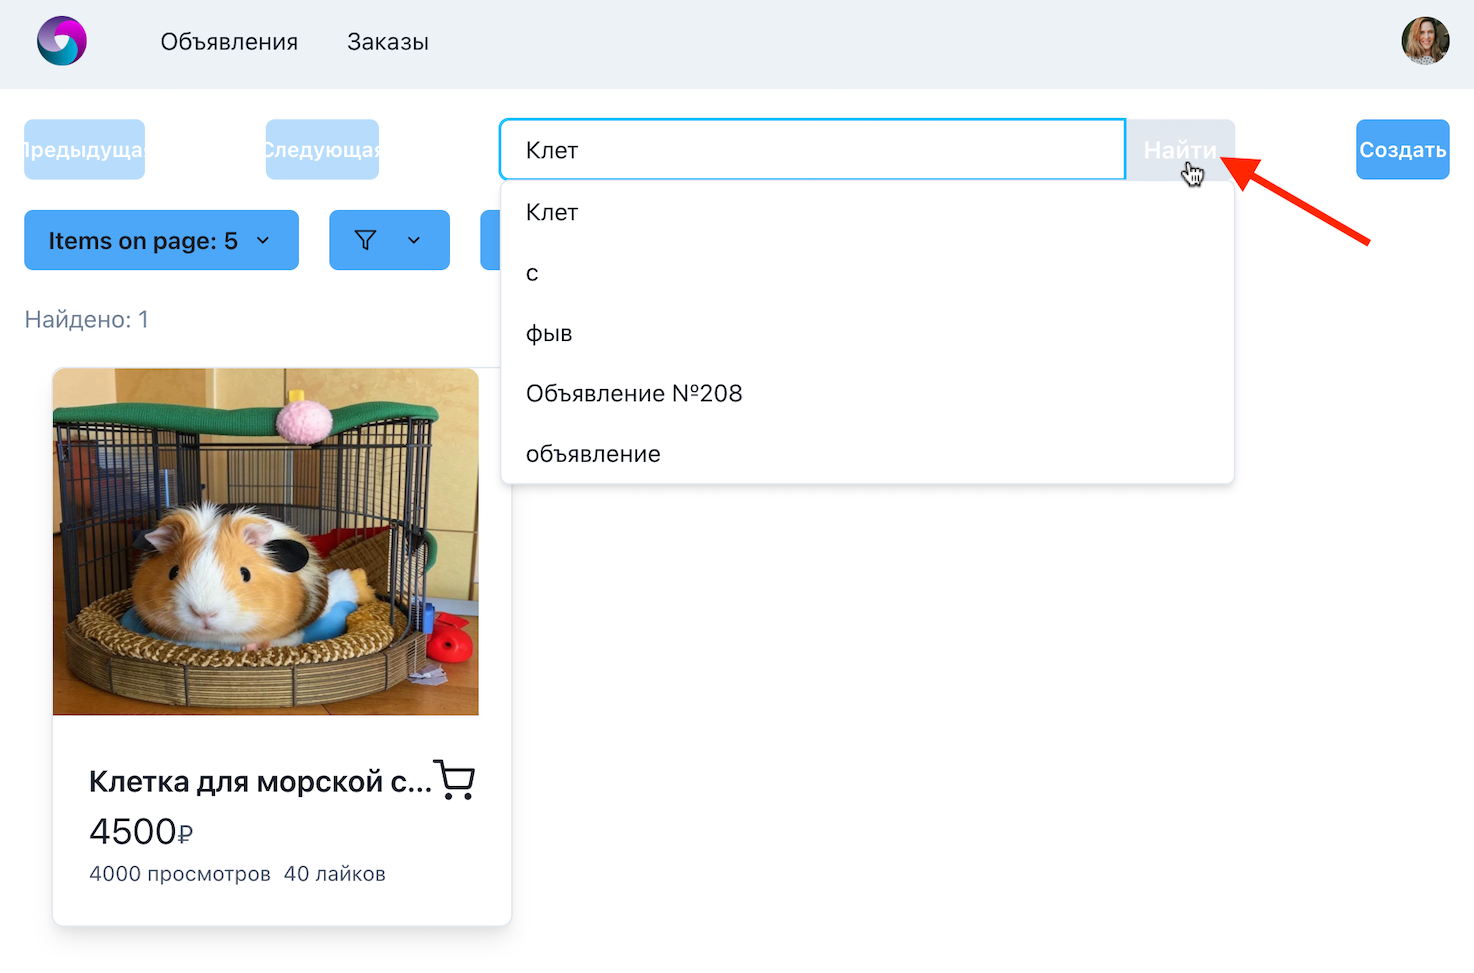 Объявления Заказы
Предыдущая Следующая Клет Найти Создать
Items on page: 5
Клет
с
фыв
Объявление №208
объявление
Найдено: 1
Клетка для морской с...
4500₽
4000 просмотров 40 лайков